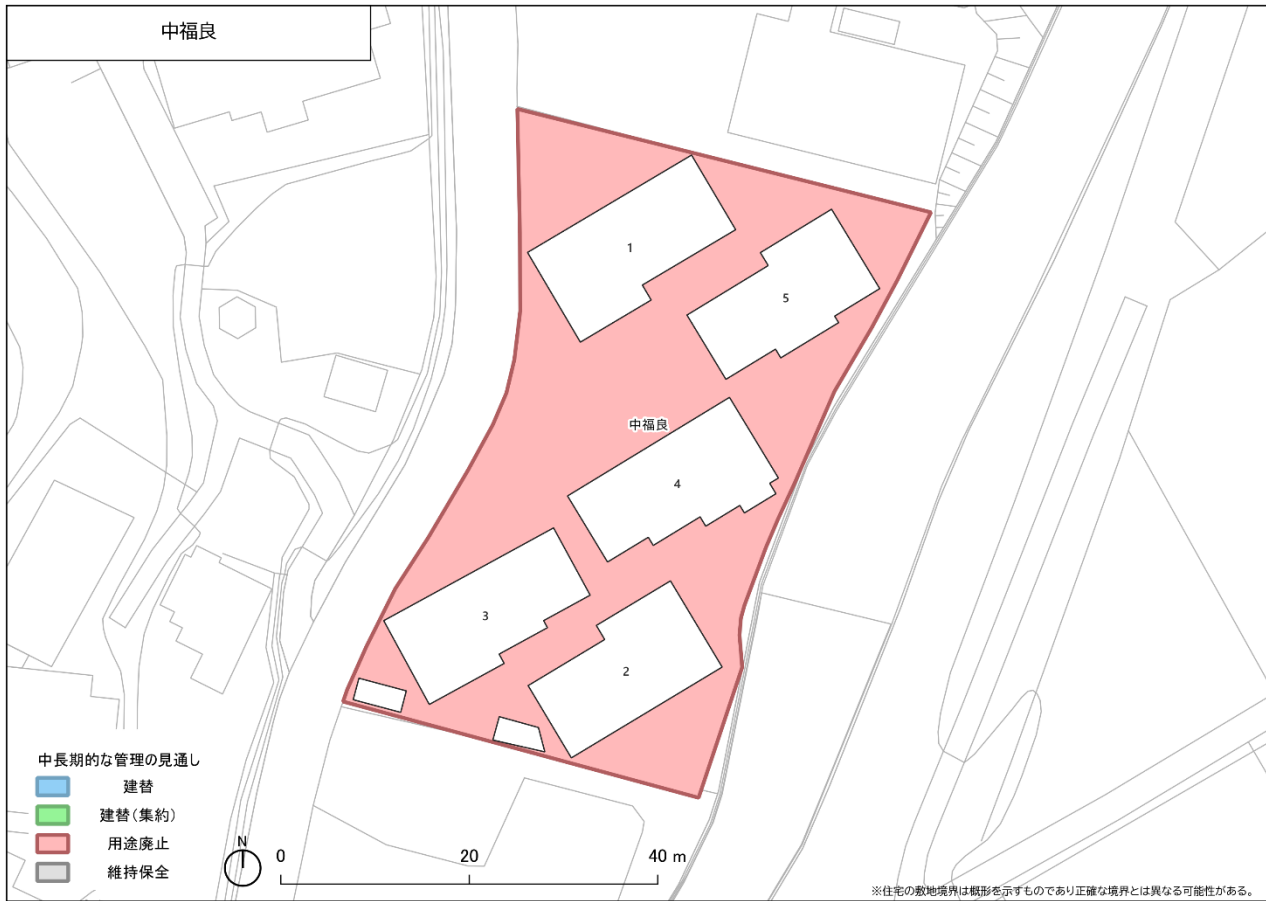 中福良
1
5
中福良
4
3
2
中長期的な管理の見通し
建替
建替(集約)
用途廃止
維持保全
N
0 20 40 m
※住宅の敷地境界は概形を示すものであり正確な境界とは異なる可能性がある。